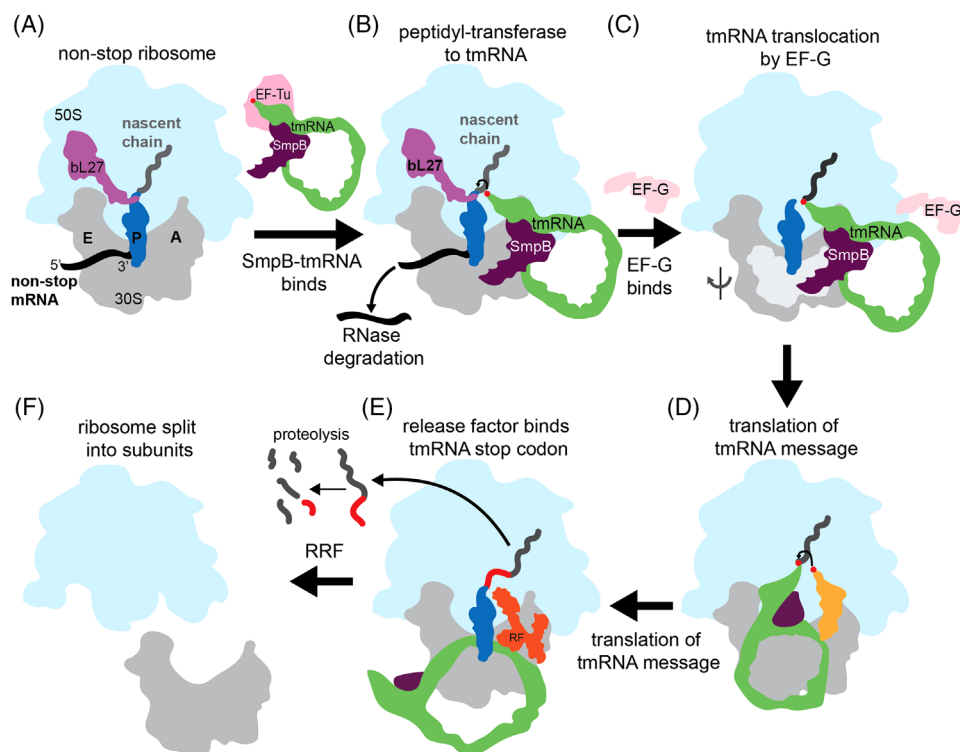 (A)
non-stop ribosome
50S
bL27
nascent
chain
E
P
A
5’
3’
non-stop
mRNA
30S
EF-Tu
tmRNA
SmpB
SmpB-tmRNA
binds
(B)
peptidyl-transferase
to tmRNA
nascent
chain
bL27
tmRNA
SmpB
RNase
degradation
EF-G
EF-G
binds
(C)
tmRNA translocation
by EF-G
EF-G
tmRNA
SmpB
(D)
translation of
tmRNA message
translation of
tmRNA message
(E)
release factor binds
tmRNA stop codon
RF
proteolysis
RRF
(F)
ribosome split
into subunits